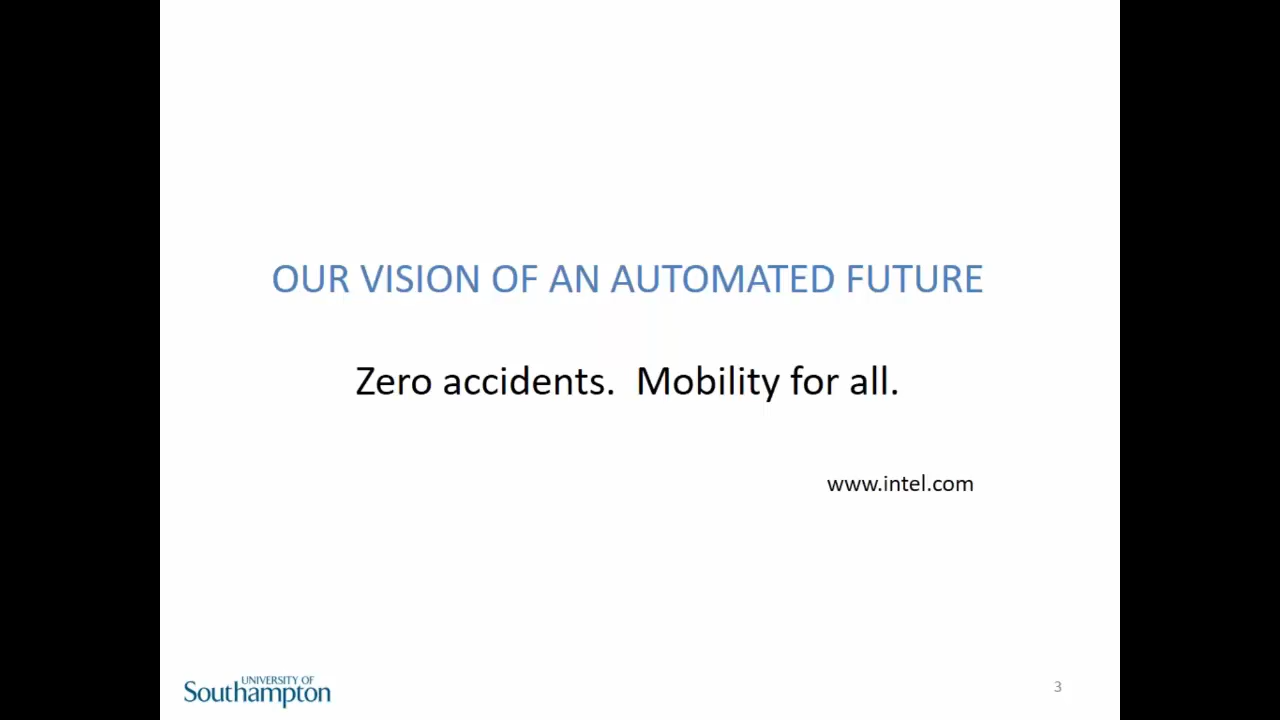 OUR VISION OF AN AUTOMATED FUTURE
Zero accidents.  Mobility for all.
www.intel.com
UNIVERSITY OF
Southampton
3